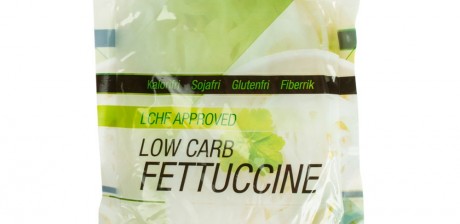 Kalorifri Sojafri Glutenfri Fiberrik
LCHF APPROVED
LOW CARB
FETTUCCINE